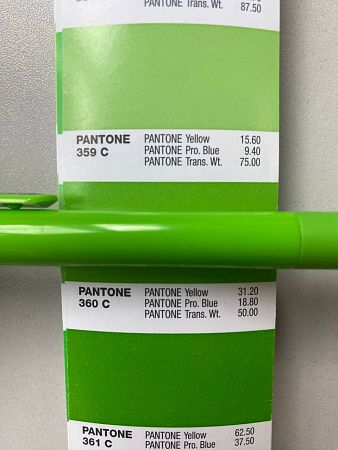 PANTONE Trans. Wt. 87.50
PANTONE PANTONE Yellow 15.60
359 C PANTONE Pro. Blue 9.40
PANTONE Trans. Wt. 75.00
PANTONE PANTONE Yellow 31.20
360 C PANTONE Pro. Blue 18.80
PANTONE Trans. Wt. 50.00
PANTONE PANTONE Yellow 62.50
361 C PANTONE Pro. Blue 37.50